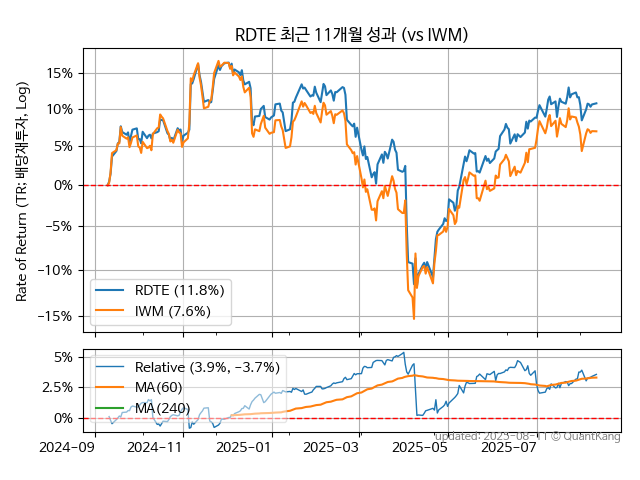 RDTE 최근 11개월 성과 (vs IWM)
Rate of Return (TR: 배당재투자, Log)
15%
10%
5%
0%
−5%
−10%
−15%
RDTE (11.8%)
IWM (7.6%)
5%
2.5%
0%
Relative (3.9%, −3.7%)
MA(60)
MA(240)
2024−09
2024−11
2025−01
2025−03
2025−05
2025−07
updated: 2025−08−11 © QuantKang